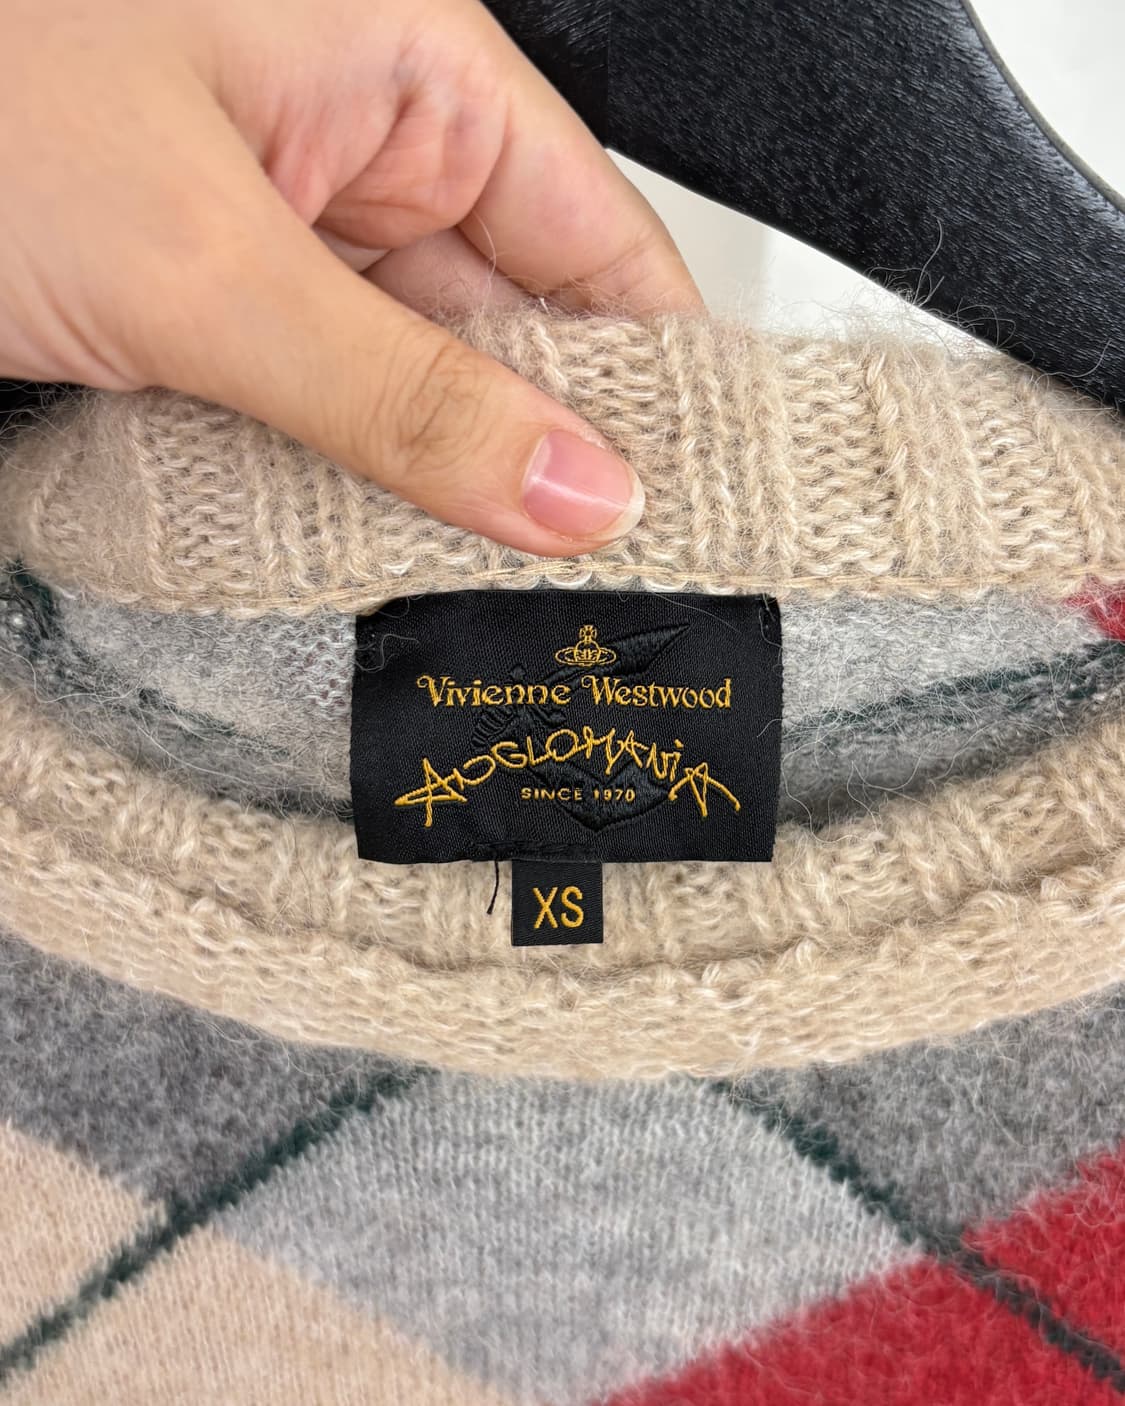 Vivienne Westwood
ANGLOMANiA
SINCE 1970
XS